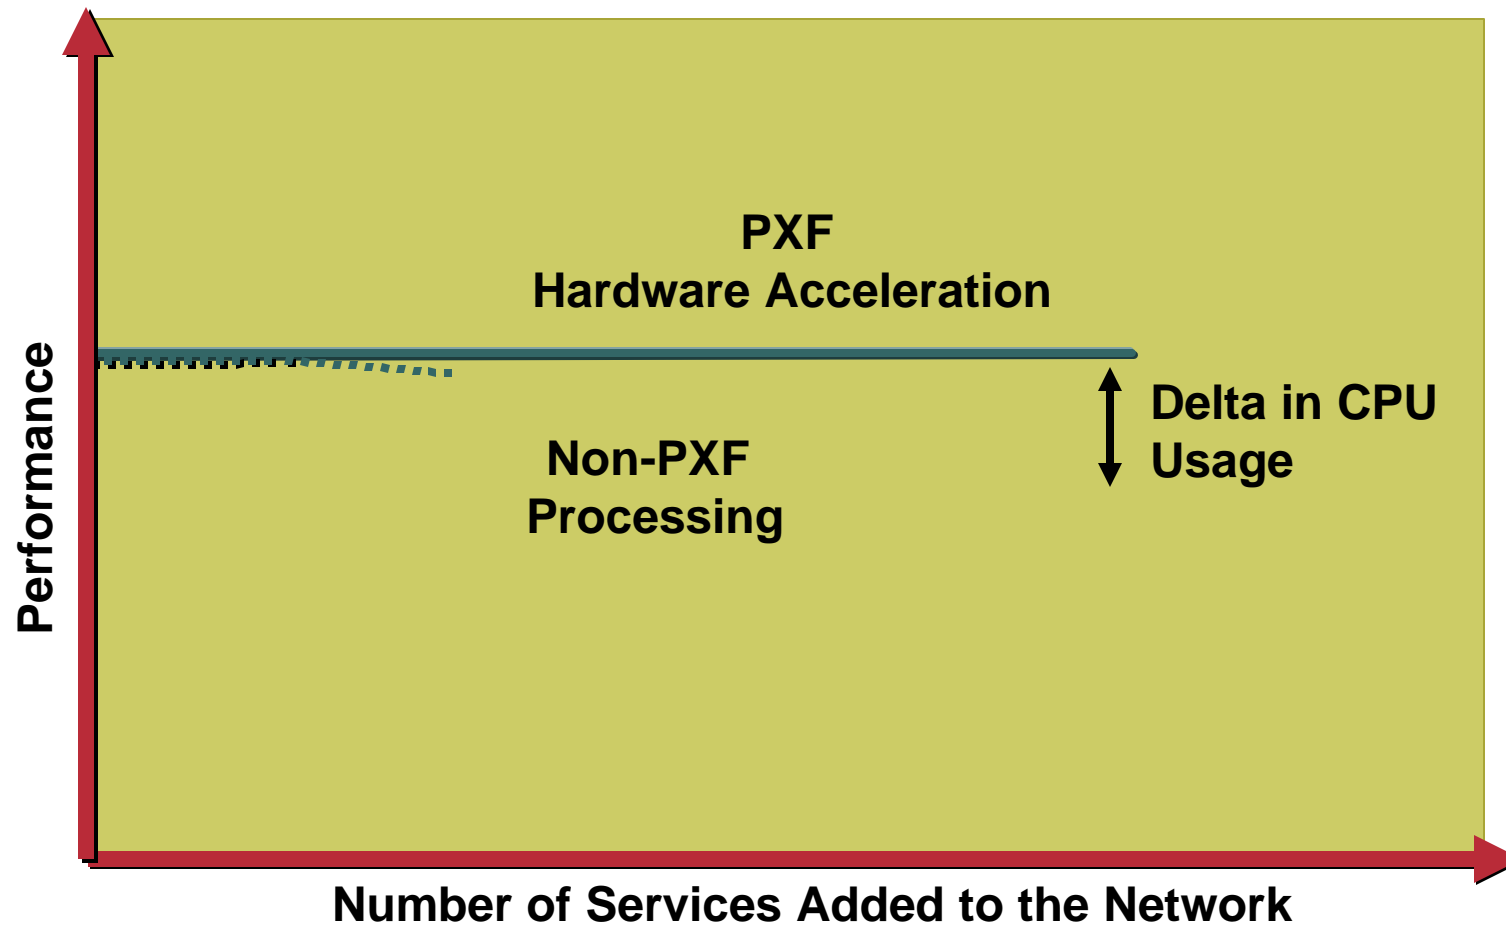 PXF
Hardware Acceleration
Delta in CPU
Usage
Non-PXF
Processing
Performance
Number of Services Added to the Network